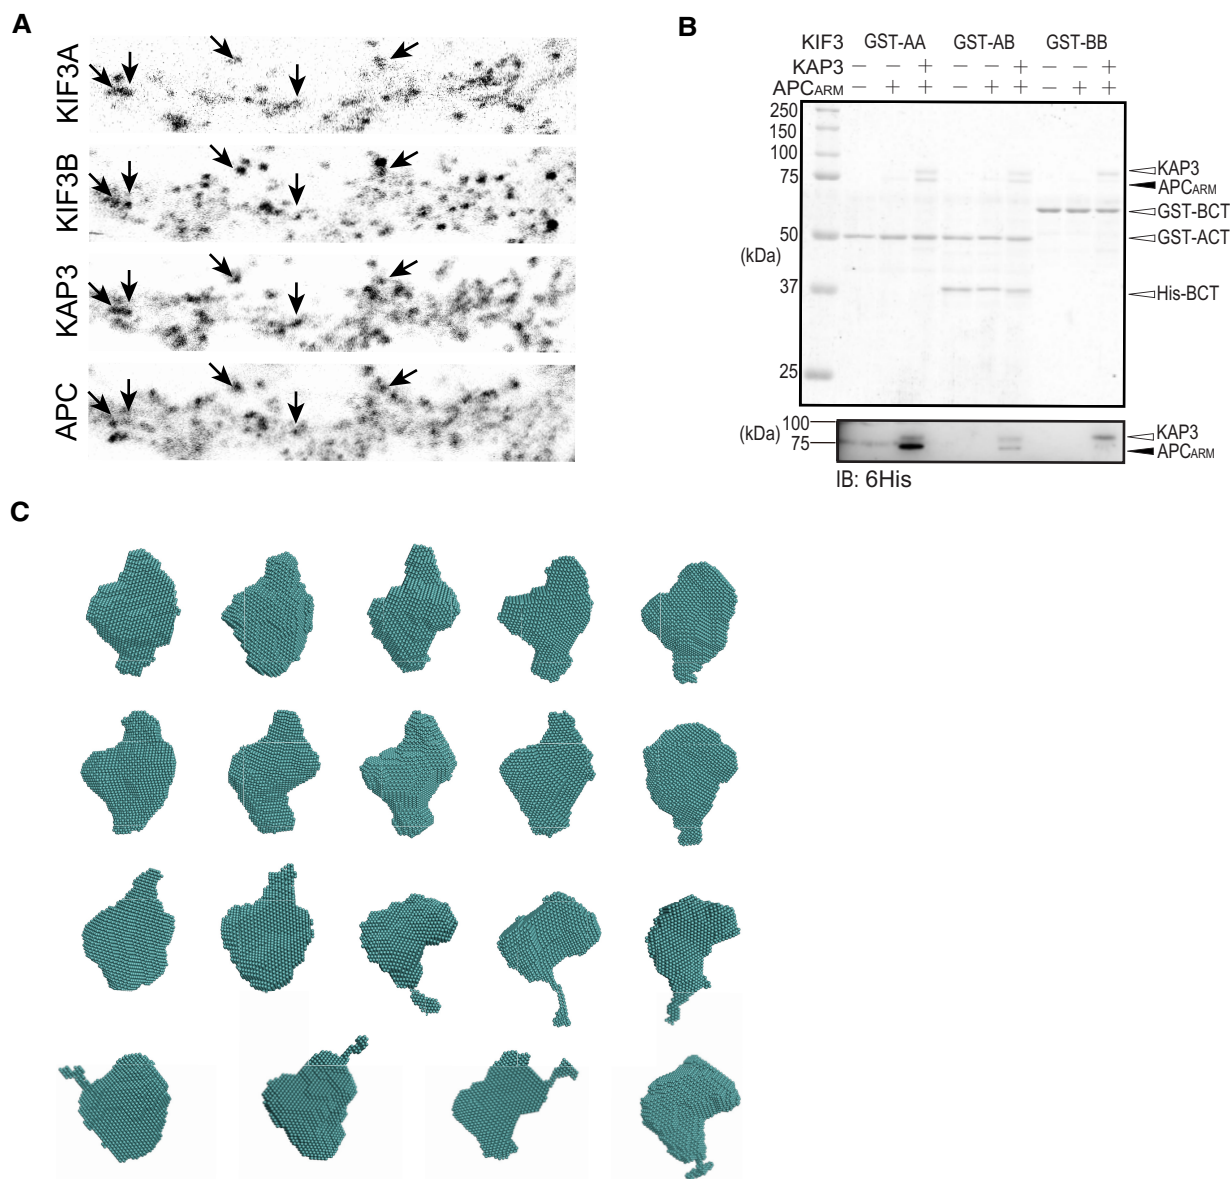 A
KIF3A
KIF3B
KAP3
APC
B
KIF3 GST-AA GST-AB GST-BB
KAP3 + + +
APCARM − + + − + + − + +
250
150
100
75
50
(kDa)
37
25
KAP3
APCARM
GST-BCT
GST-ACT
His-BCT
100
(kDa) 75
KAP3
APCARM
IB: 6His
C